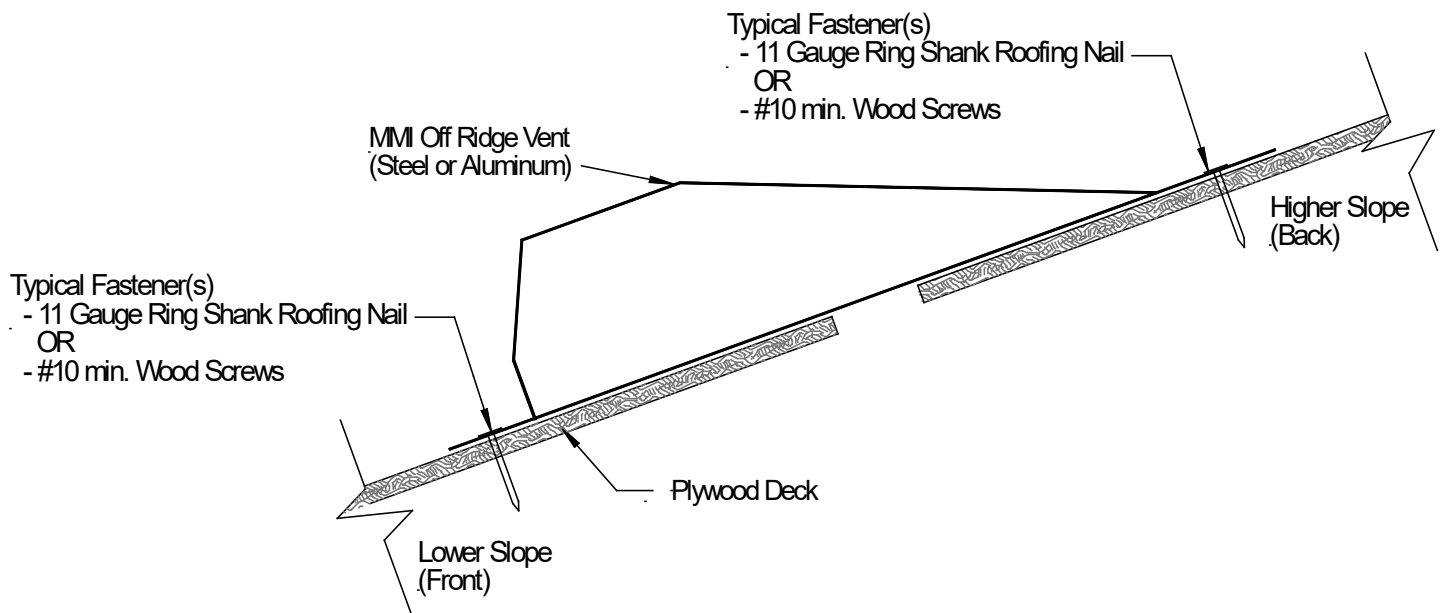 Typical Fastener(s)
- 11 Gauge Ring Shank Roofing Nail
OR
- #10 min. Wood Screws
MMI Off Ridge Vent
(Steel or Aluminum)
Higher Slope
(Back)
Typical Fastener(s)
- 11 Gauge Ring Shank Roofing Nail
OR
- #10 min. Wood Screws
Plywood Deck
Lower Slope
(Front)